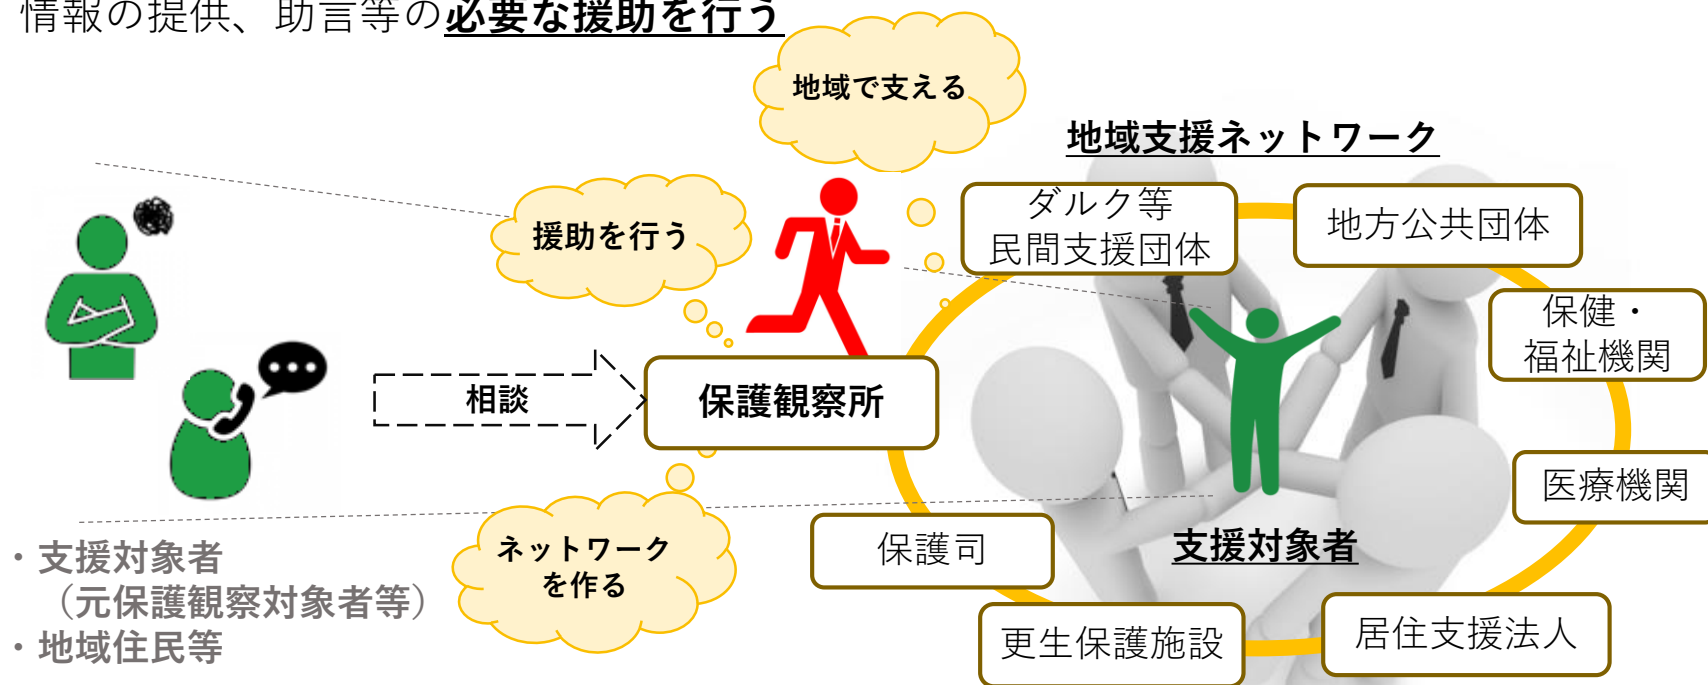 情報の提供、助言等の必要な援助を行う
地域で支える
地域支援ネットワーク
援助を行う
ダルク等
民間支援団体
地方公共団体
保健・
福祉機関
相談
保護観察所
医療機関
ネットワーク
を作る
保護司
支援対象者
更生保護施設
居住支援法人
・支援対象者
（元保護観察対象者等）
・地域住民等